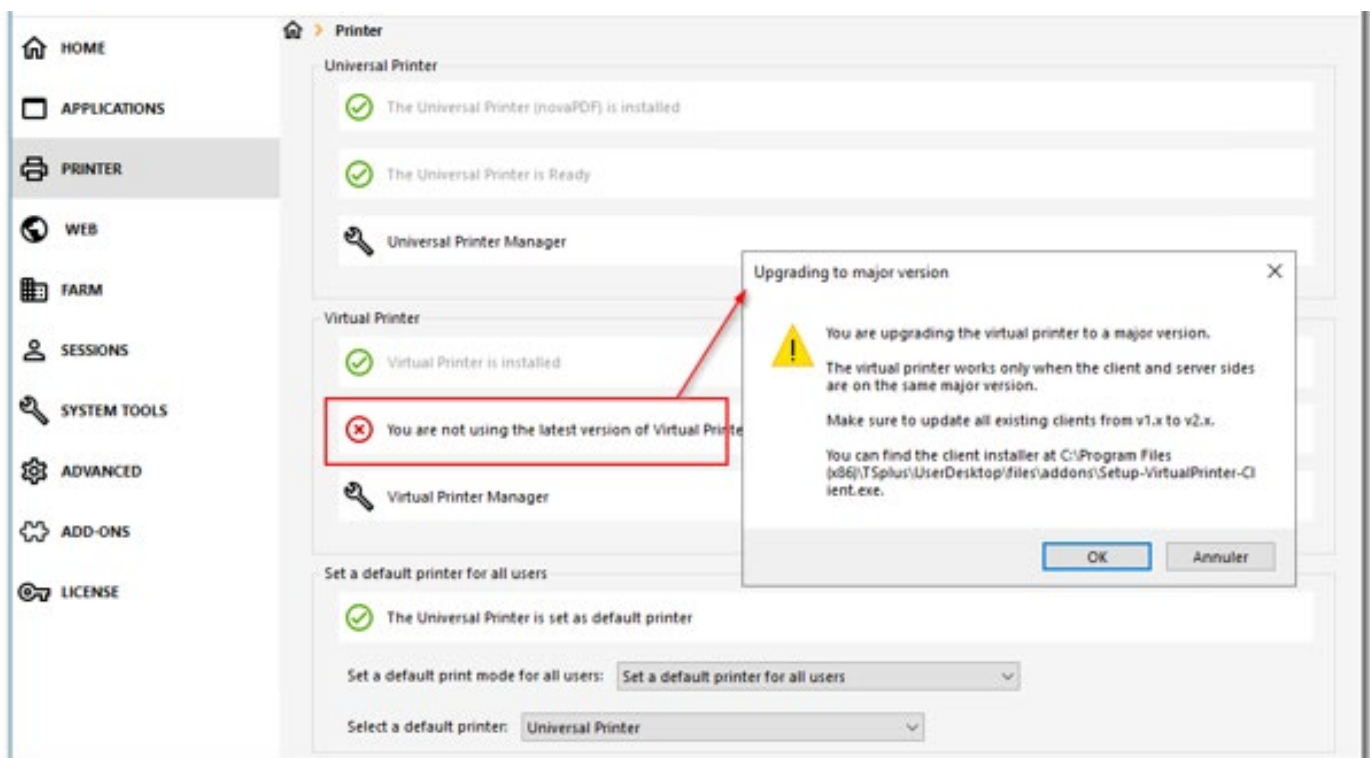 HOME
APPLICATIONS
PRINTER
WEB
FARM
SESSIONS
SYSTEM TOOLS
ADVANCED
ADD-ONS
LICENSE
Printer
Universal Printer
The Universal Printer (novaPDF) is installed
The Universal Printer is Ready
Universal Printer Manager
Virtual Printer
Virtual Printer is installed
You are not using the latest version of Virtual Printe
Virtual Printer Manager
Set a default printer for all users
The Universal Printer is set as default printer
Set a default print mode for all users: Set a default printer for all users
Select a default printer: Universal Printer
Upgrading to major version
You are upgrading the virtual printer to a major version.
The virtual printer works only when the client and server sides
are on the same major version.
Make sure to update all existing clients from v1.x to v2.x.
You can find the client installer at C:\Program Files
(x86)\TSplus\UserDesktop\files\addons\Setup-VirtualPrinter-Cl
ient.exe.
OK Annuler